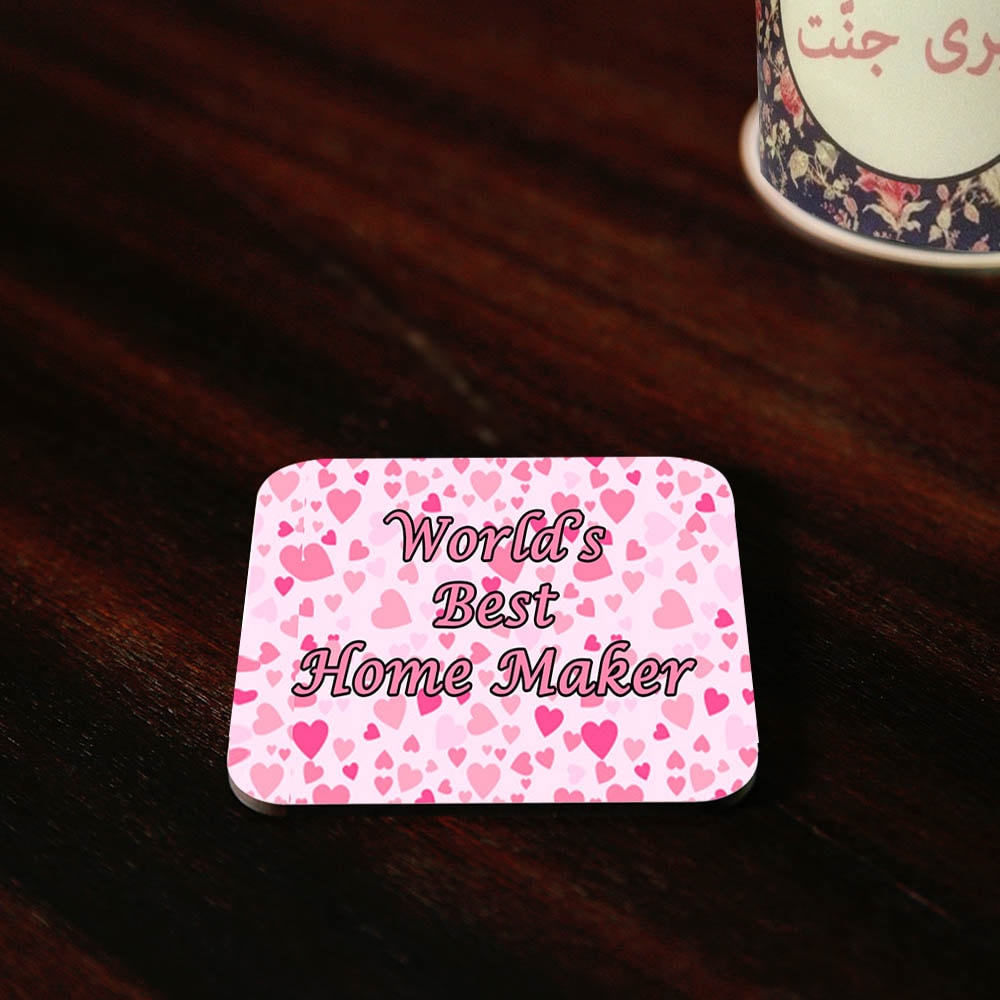 جنّت
World's
Best
Home Maker